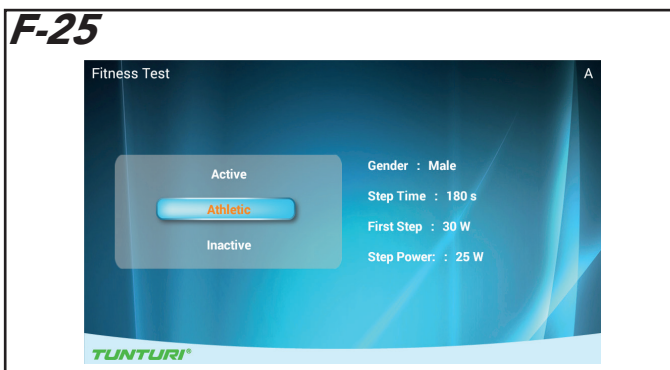 F-25
Fitness Test A
Active
Athletic
Inactive
Gender : Male
Step Time : 180 s
First Step : 30 W
Step Power: : 25 W
TUNTURI®